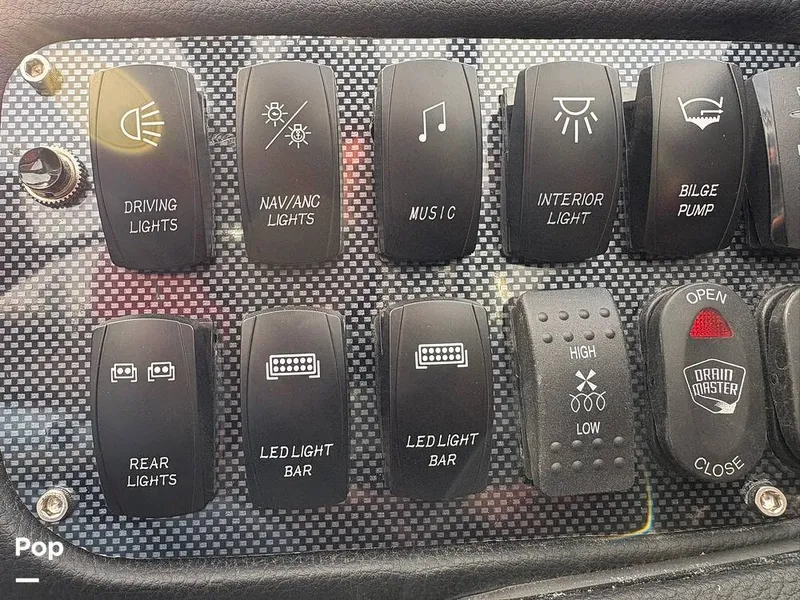 DRIVING
LIGHTS
NAV/ANC
LIGHTS
MUSIC
INTERIOR
LIGHT
BILGE
PUMP
REAR
LIGHTS
LED LIGHT
BAR
LED LIGHT
BAR
HIGH
LOW
OPEN
DRAIN
MASTER
CLOSE
Pop